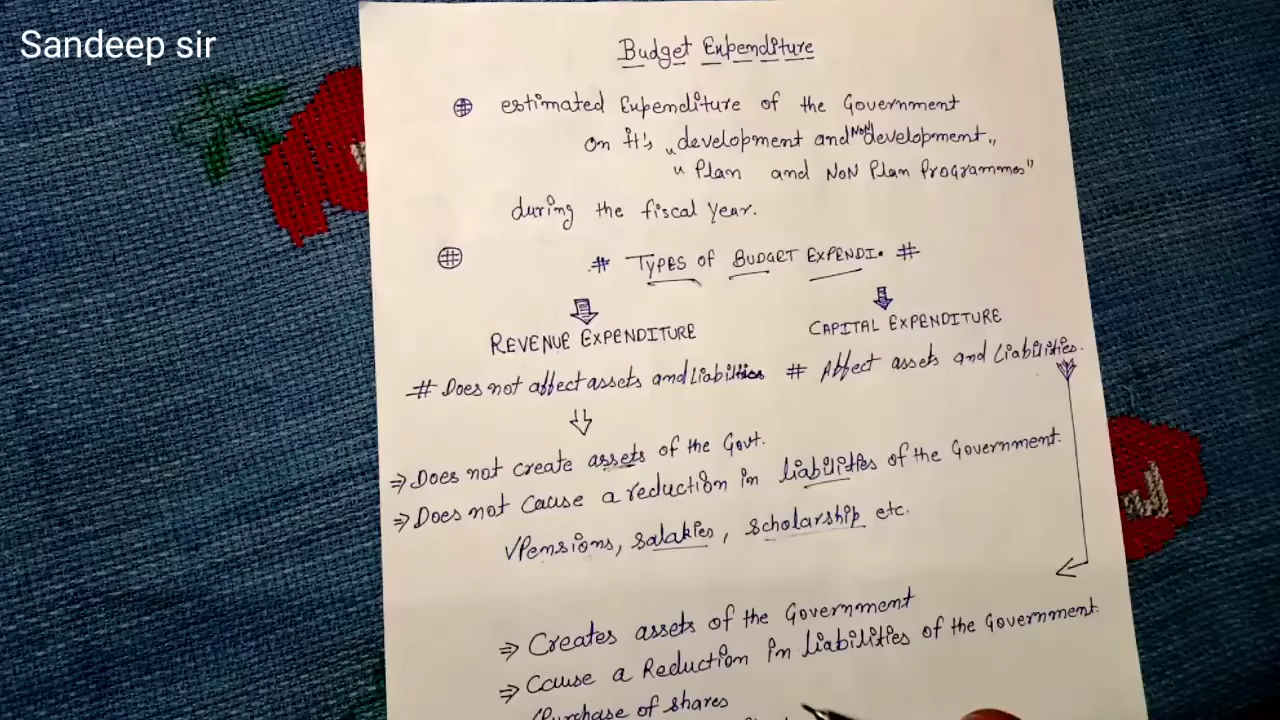 Sandeep sir
Budget Expenditure
estimated Expenditure of the Government
on it's "development and Non development"
"Plan and Non Plan Programmes"
during the fiscal year.
# Types of Budget Expendi. #
REVENUE EXPENDITURE
CAPITAL EXPENDITURE
# Does not affect assets and liabilities
# Affect assets and liabilities.
⇒ Does not create assets of the Govt.
⇒ Does not cause a reduction in liabilities of the Government.
√Pensions, salaries, scholarship etc.
⇒ Creates assets of the Government
⇒ Cause a Reduction in liabilities of the Government.
Purchase of shares